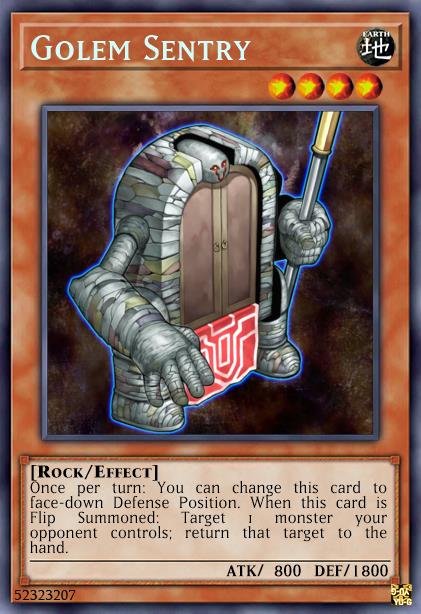 Golem Sentry
EARTH
地
[Rock/Effect]
Once per turn: You can change this card to
face-down Defense Position. When this card is
Flip Summoned: Target 1 monster your
opponent controls; return that target to the
hand.
ATK/ 800 DEF/1800
52323207